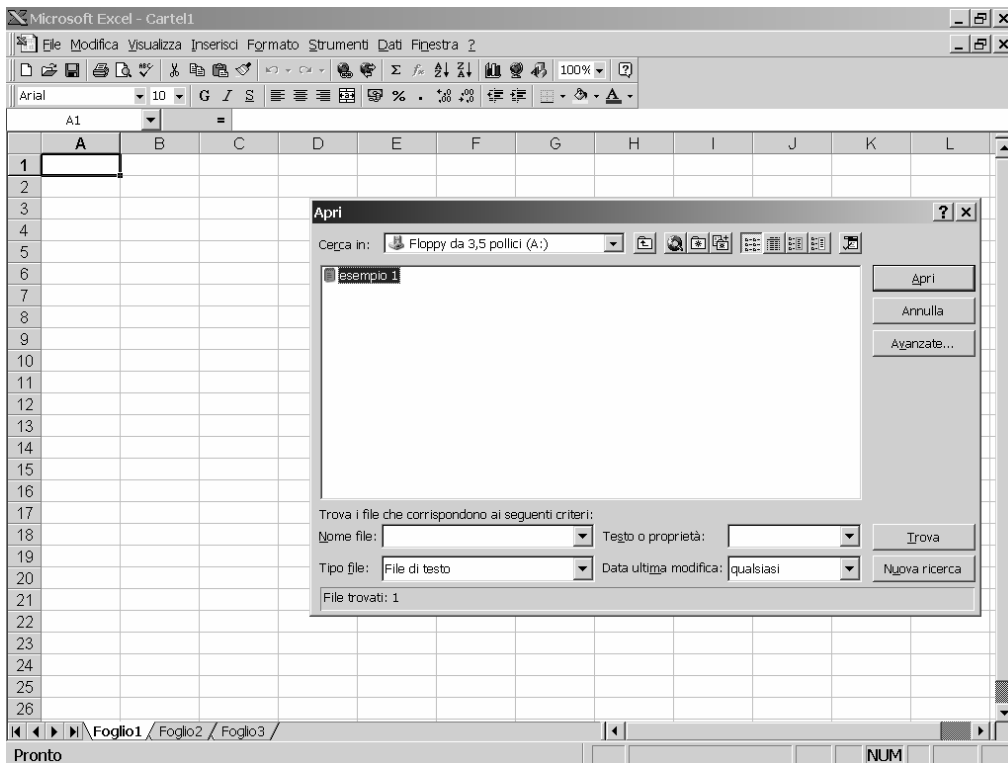 Microsoft Excel - Cartel1
File Modifica Visualizza Inserisci Formato Strumenti Dati Finestra ?
100%
Arial 10 G I S
A1 =
A B C D E F G H I J K L
1
2
3
4
5
6
7
8
9
10
11
12
13
14
15
16
17
18
19
20
21
22
23
24
25
26
Apri
Cerca in: Floppy da 3,5 pollici (A:)
esempio 1
Apri
Annulla
Avanzate...
Trova i file che corrispondono ai seguenti criteri:
Nome file: Testo o proprietà: Trova
Tipo file: File di testo Data ultima modifica: qualsiasi Nuova ricerca
File trovati: 1
Foglio1 Foglio2 Foglio3
Pronto NUM